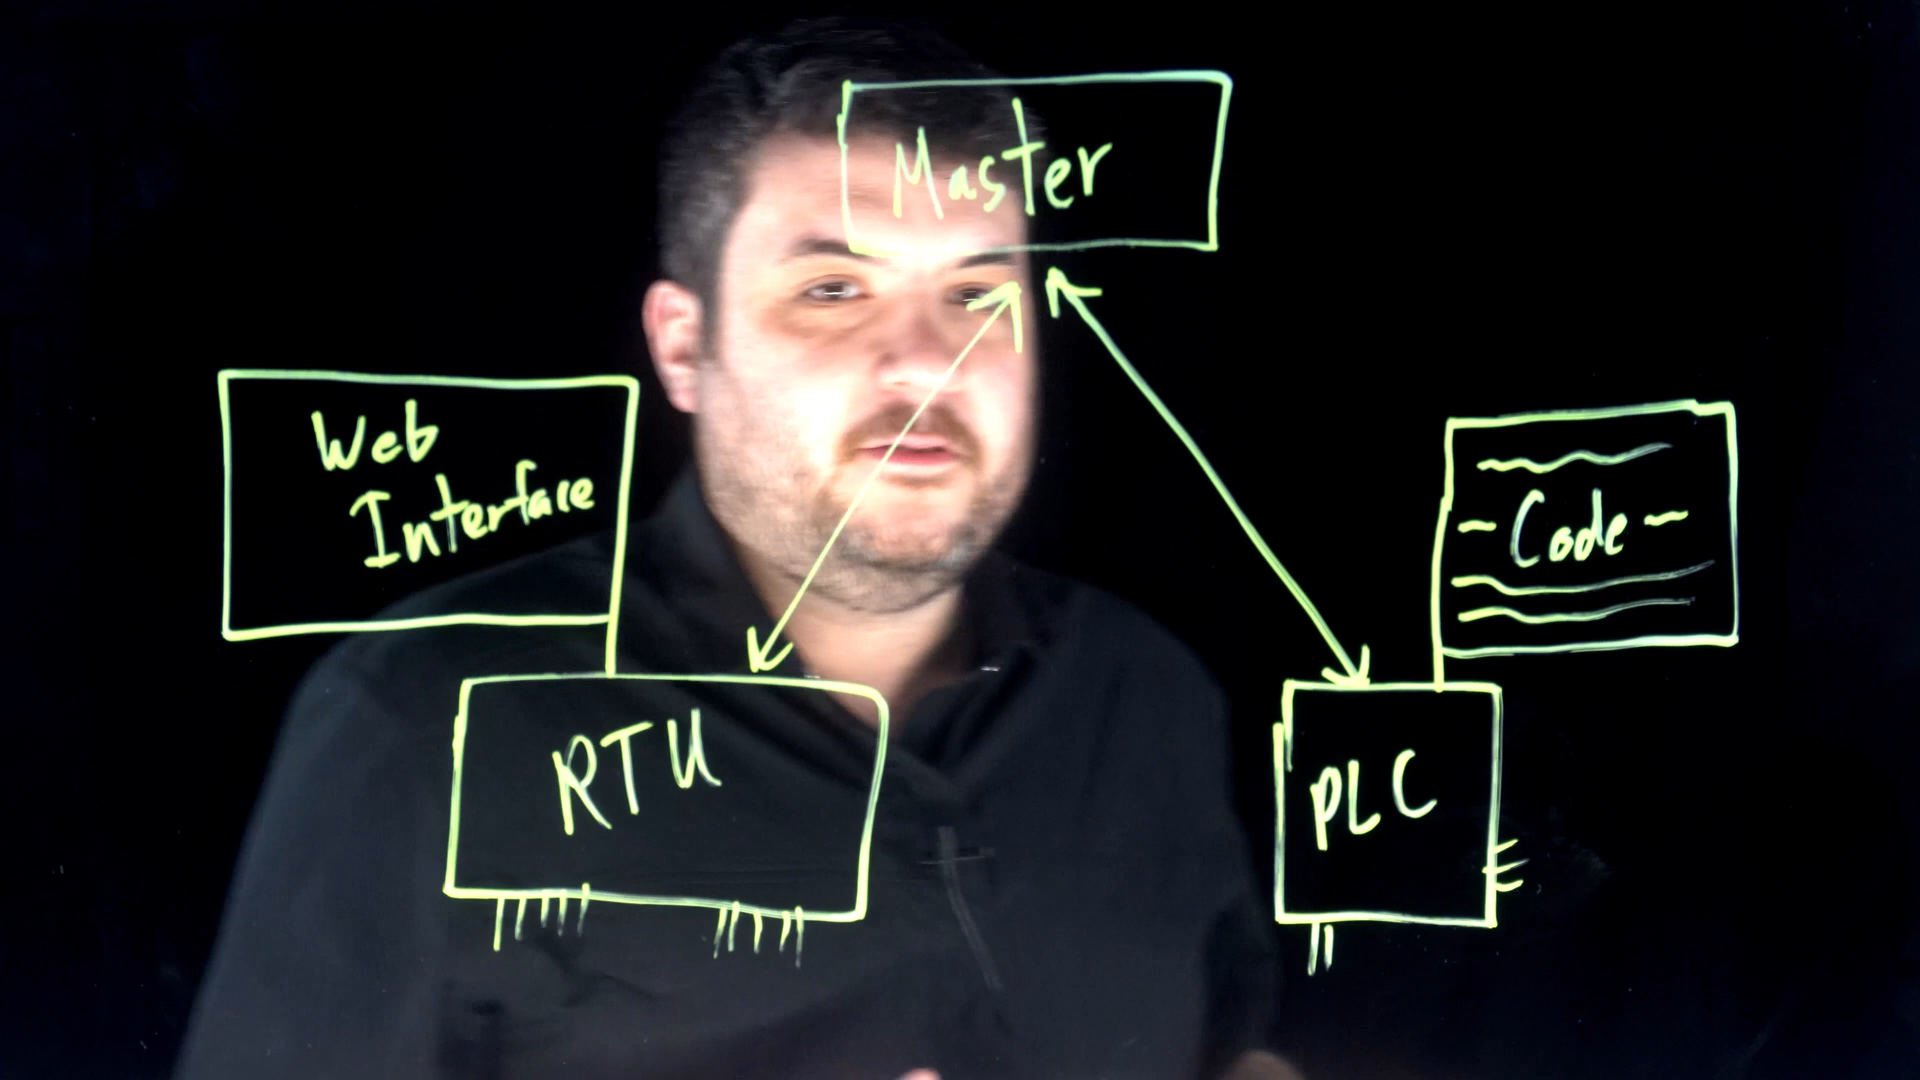 Master
Web
Interface
- Code -
RTU
PLC